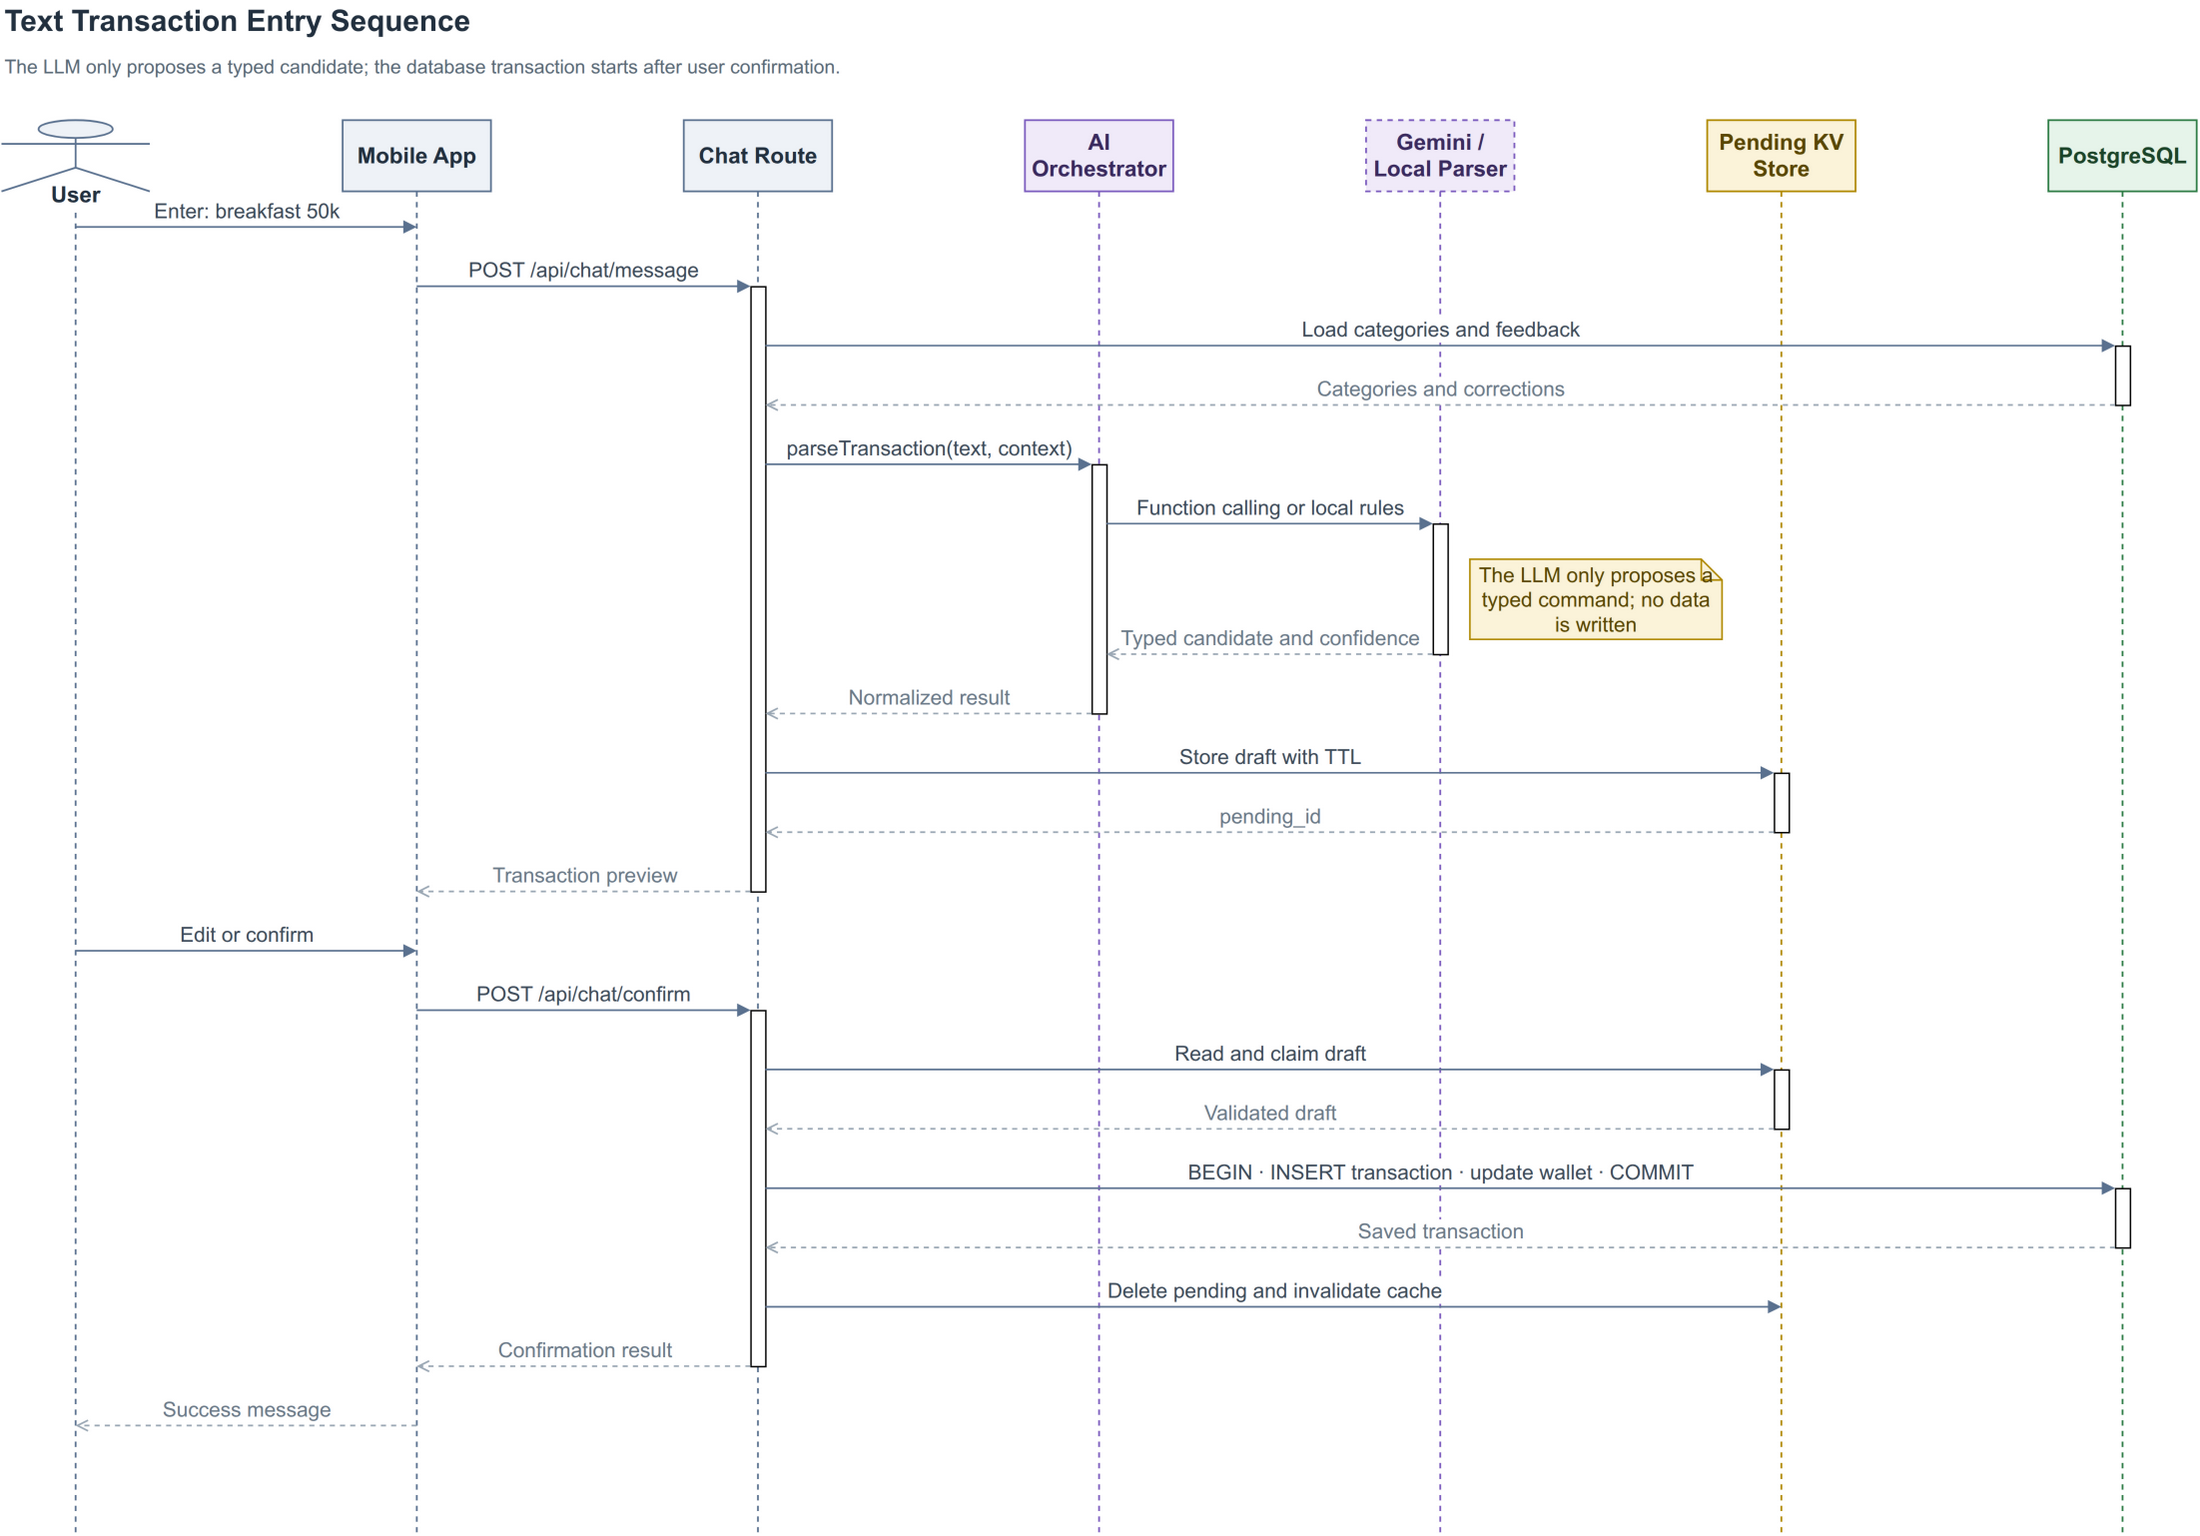 Text Transaction Entry Sequence
The LLM only proposes a typed candidate; the database transaction starts after user confirmation.
User
Mobile App
Chat Route
AI
Orchestrator
Gemini /
Local Parser
Pending KV
Store
PostgreSQL
Enter: breakfast 50k
POST /api/chat/message
Load categories and feedback
Categories and corrections
parseTransaction(text, context)
Function calling or local rules
The LLM only proposes a
typed command; no data
is written
Typed candidate and confidence
Normalized result
Store draft with TTL
pending_id
Transaction preview
Edit or confirm
POST /api/chat/confirm
Read and claim draft
Validated draft
BEGIN · INSERT transaction · update wallet · COMMIT
Saved transaction
Delete pending and invalidate cache
Confirmation result
Success message